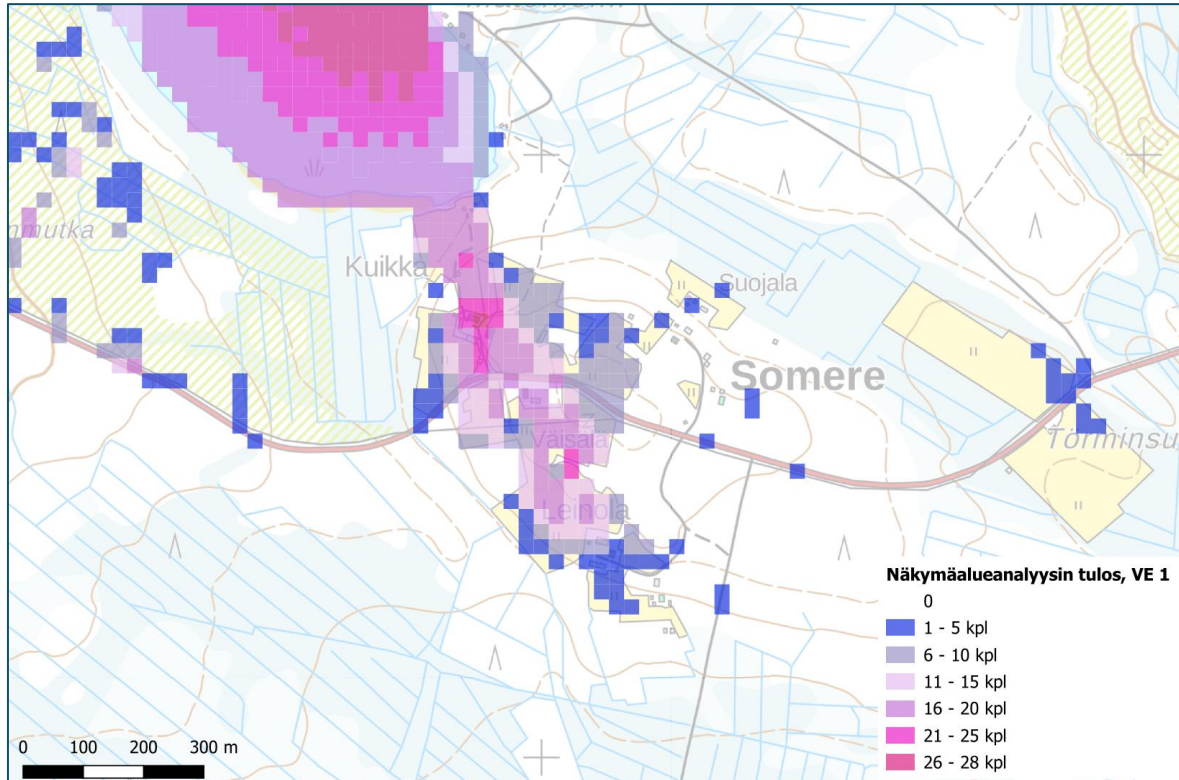 Kuikka
Suojala
Somere
Väisälä
Leinola
Näkymäalueanalyysin tulos, VE 1
0
1 - 5 kpl
6 - 10 kpl
11 - 15 kpl
16 - 20 kpl
21 - 25 kpl
26 - 28 kpl
0 100 200 300 m